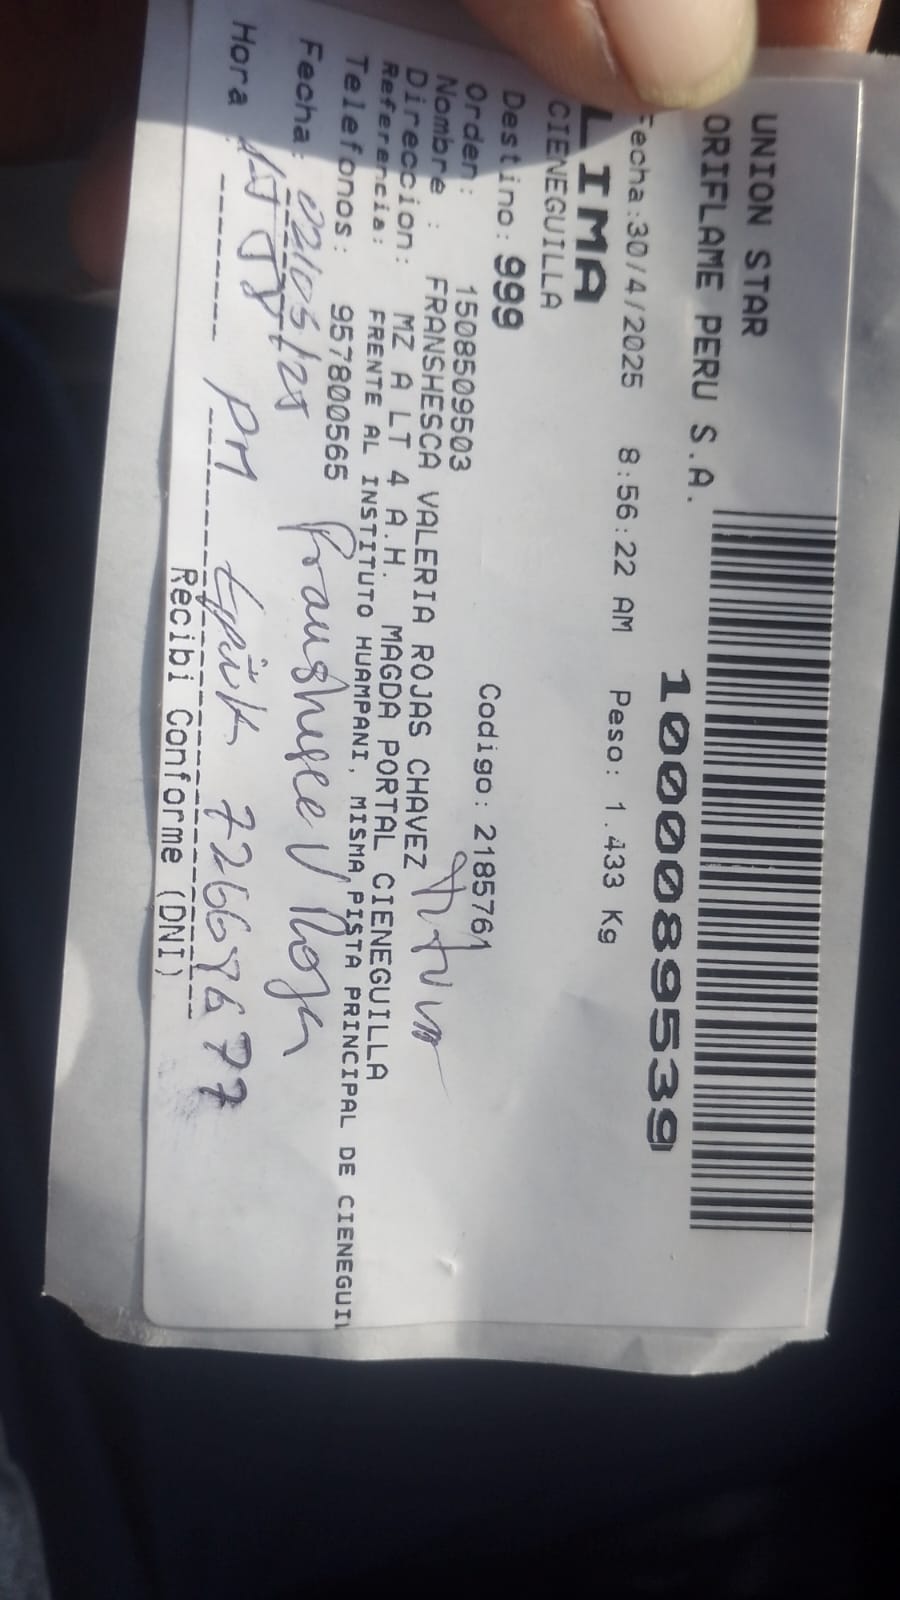 UNION STAR
ORIFLAME PERU S.A.
1000089539
Fecha:30/4/2025 8:56:22 AM Peso: 1.433 Kg
LIMA
CIENEGUILLA
Destino: 999
Orden: 1508509503 Codigo: 2185761
Nombre : FRANSHESCA VALERIA ROJAS CHAVEZ
Direccion: MZ A LT 4 A.H. MAGDA PORTAL CIENEGUILLA
Referencia: FRENTE AL INSTITUTO HUAMPANI, MISMA PISTA PRINCIPAL DE CIENEGUI
Telefonos: 957800565
Fecha: 02/05/25 Franshesca V Rojas
Hora PM
Recibi Conforme (DNI)